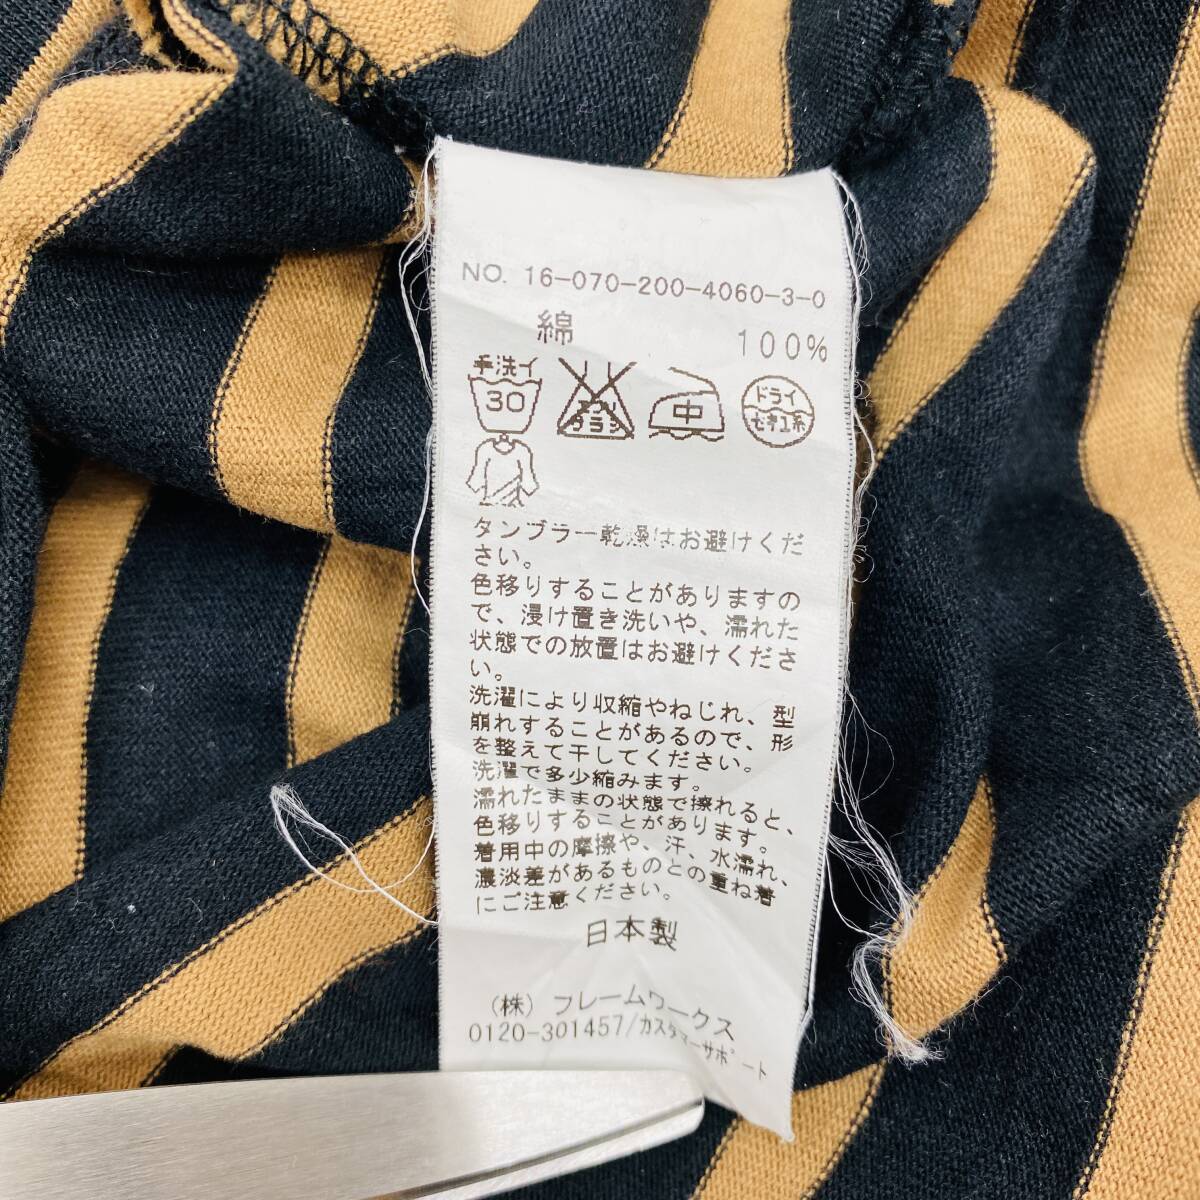 NO. 16-070-200-4060-3-0
綿 100%
手洗イ
30
エンソ
サラシ
中
ドライ
セキユ系
タンブラー乾燥はお避けくだ
さい。
色移りすることがありますの
で、浸け置き洗いや、濡れた
状態での放置はお避けくださ
い。
洗濯により収縮やねじれ、型
崩れすることがあるので、形
を整えて干してください。
洗濯で多少縮みます。
濡れたままの状態で擦れると、
色移りすることがあります。
着用中の摩擦や、汗、水濡れ、
濃淡差があるものとの重ね着
にご注意ください。
日本製
（株）フレームワークス
0120-301457/カスタマーサポート